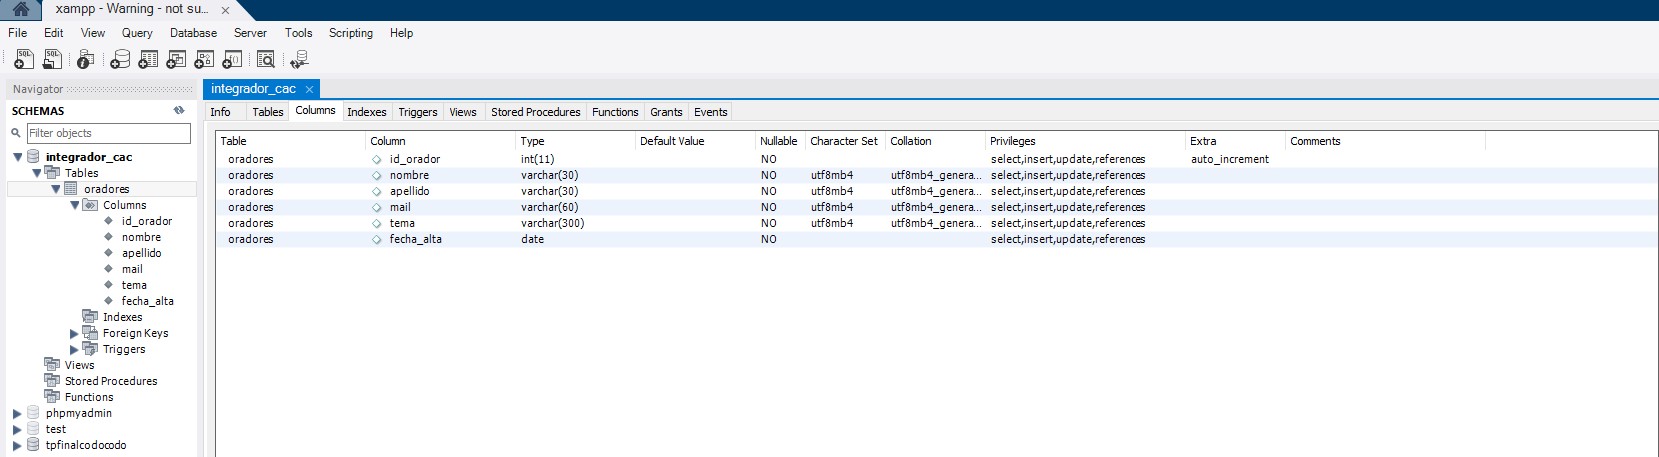 xampp - Warning - not su... ×
File Edit View Query Database Server Tools Scripting Help
Navigator
SCHEMAS
Filter objects
integrador_cac
Tables
oradores
Columns
id_orador
nombre
apellido
mail
tema
fecha_alta
Indexes
Foreign Keys
Triggers
Views
Stored Procedures
Functions
phpmyadmin
test
tpfinalcodocodo
integrador_cac ×
Info Tables Columns Indexes Triggers Views Stored Procedures Functions Grants Events
Table Column Type Default Value Nullable Character Set Collation Privileges Extra Comments
oradores id_orador int(11) NO select,insert,update,references auto_increment
oradores nombre varchar(30) NO utf8mb4 utf8mb4_genera... select,insert,update,references
oradores apellido varchar(30) NO utf8mb4 utf8mb4_genera... select,insert,update,references
oradores mail varchar(60) NO utf8mb4 utf8mb4_genera... select,insert,update,references
oradores tema varchar(300) NO utf8mb4 utf8mb4_genera... select,insert,update,references
oradores fecha_alta date NO select,insert,update,references